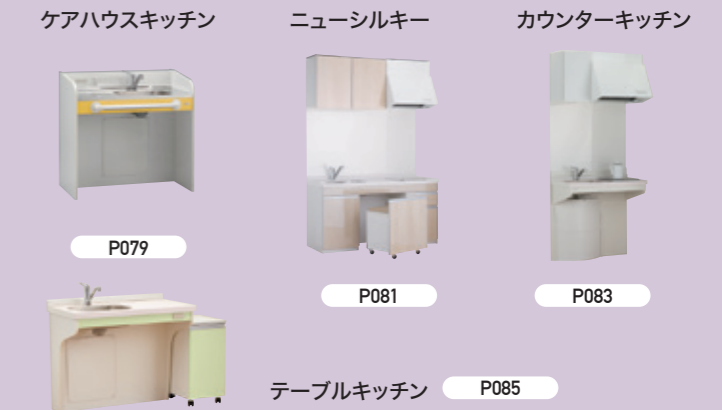 ケアハウスキッチン
ニューシルキー
カウンターキッチン
P079
P081
P083
テーブルキッチン P085